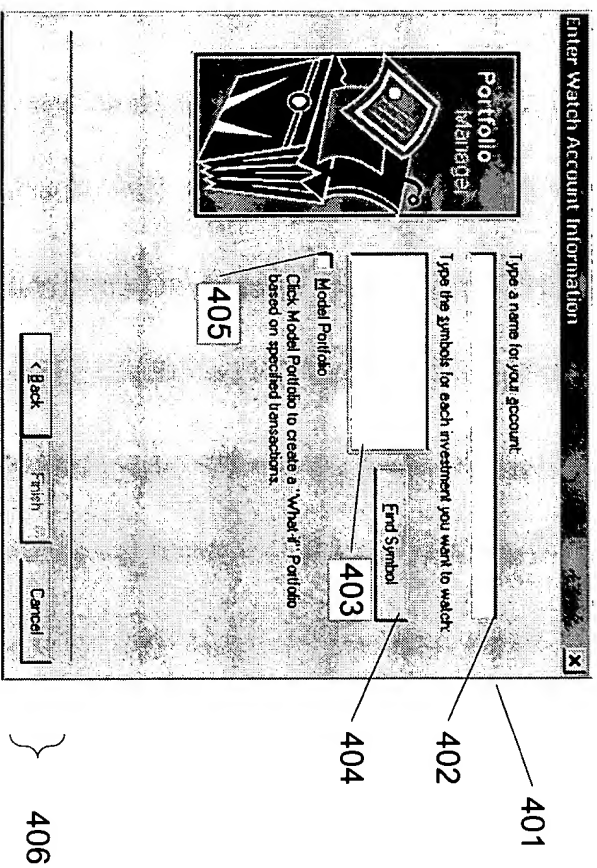 Enter Watch Account Information
Portfolio
Manager
Type a name for your account:
Type the symbols for each investment you want to watch:
Find Symbol
Model Portfolio
Click Model Portfolio to create a "What-if" Portfolio
based on specified transactions.
< Back
Finish
Cancel
401
402
403
404
405
406